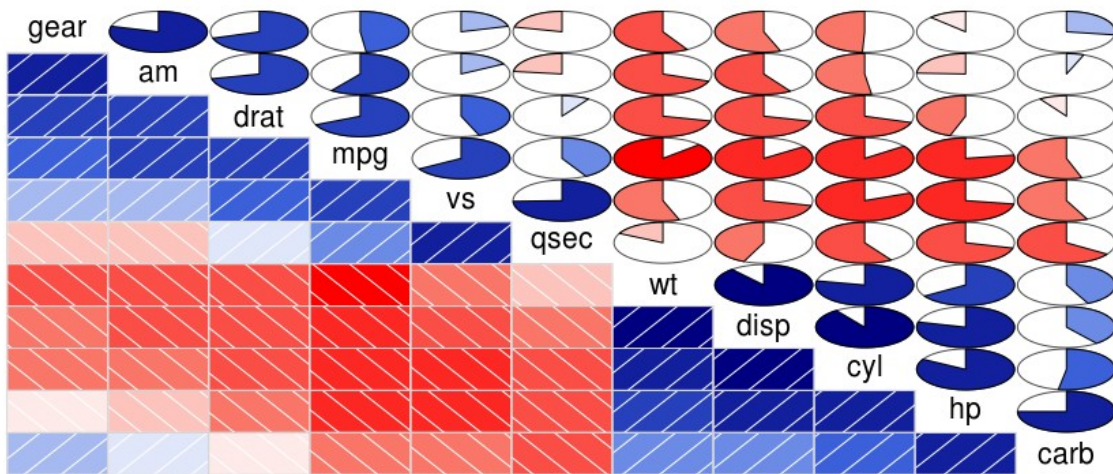 gear
am
drat
mpg
vs
qsec
wt
disp
cyl
hp
carb